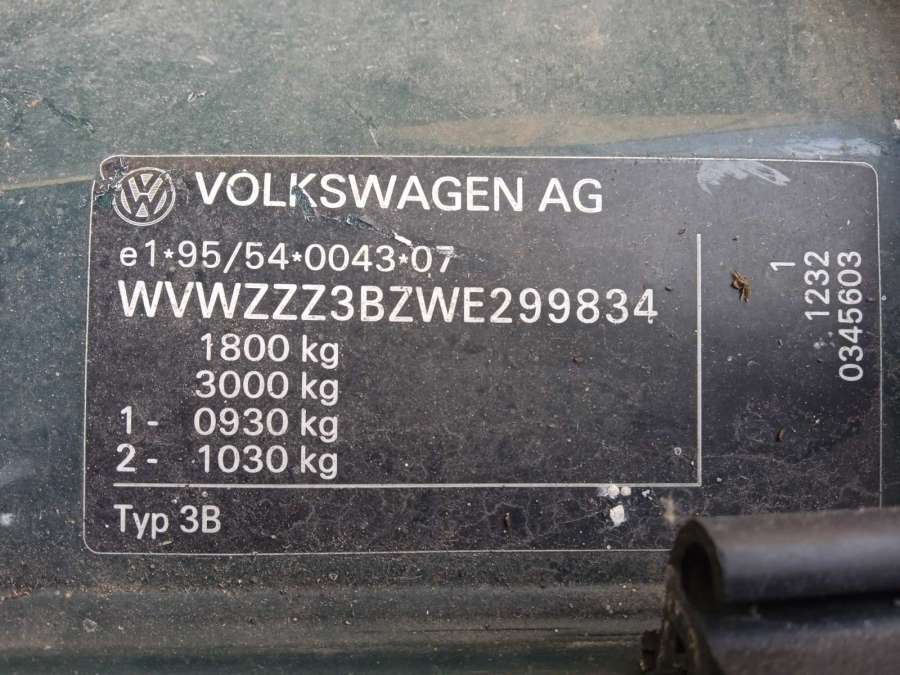 VOLKSWAGEN AG
e1*95/54*0043*07
WVWZZZ3BZWE299834
1800 kg
3000 kg
1- 0930 kg
2- 1030 kg
Typ 3B
1
1232
0345603